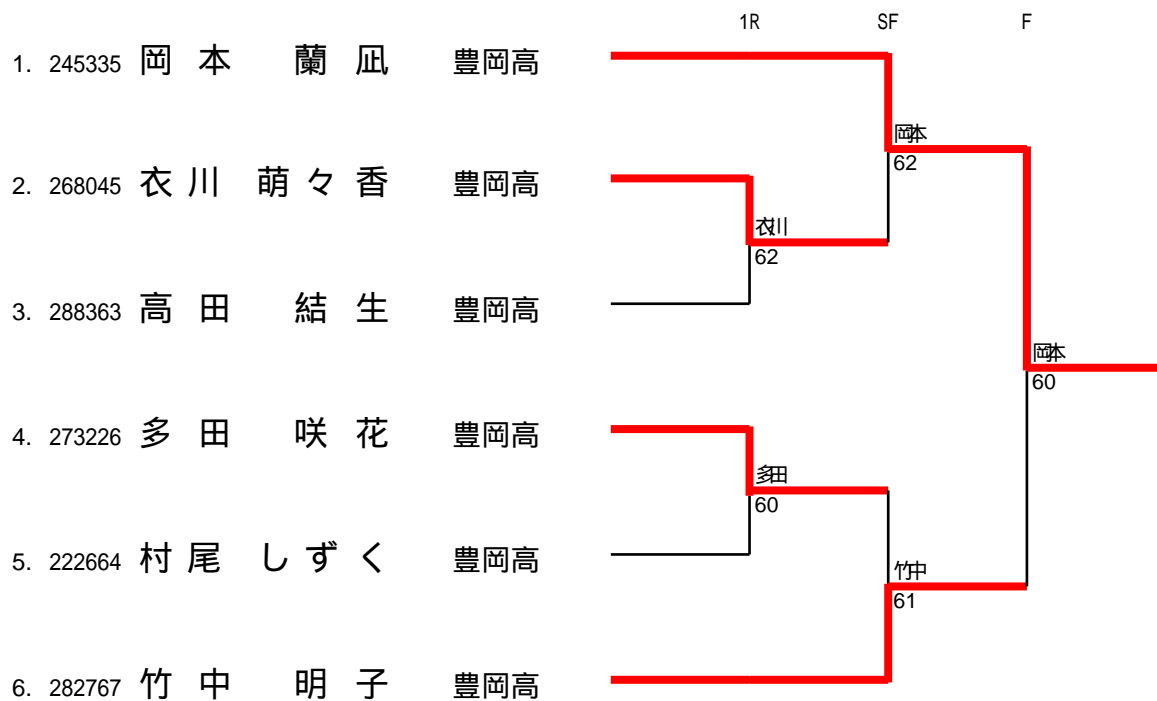 1R SF F
1. 245335 岡本 蘭凪 豊岡高
岡本
62
2. 268045 衣川 萌々香 豊岡高
衣川
62
3. 288363 高田 結生 豊岡高
岡本
60
4. 273226 多田 咲花 豊岡高
多田
60
5. 222664 村尾 しずく 豊岡高
竹中
61
6. 282767 竹中 明子 豊岡高